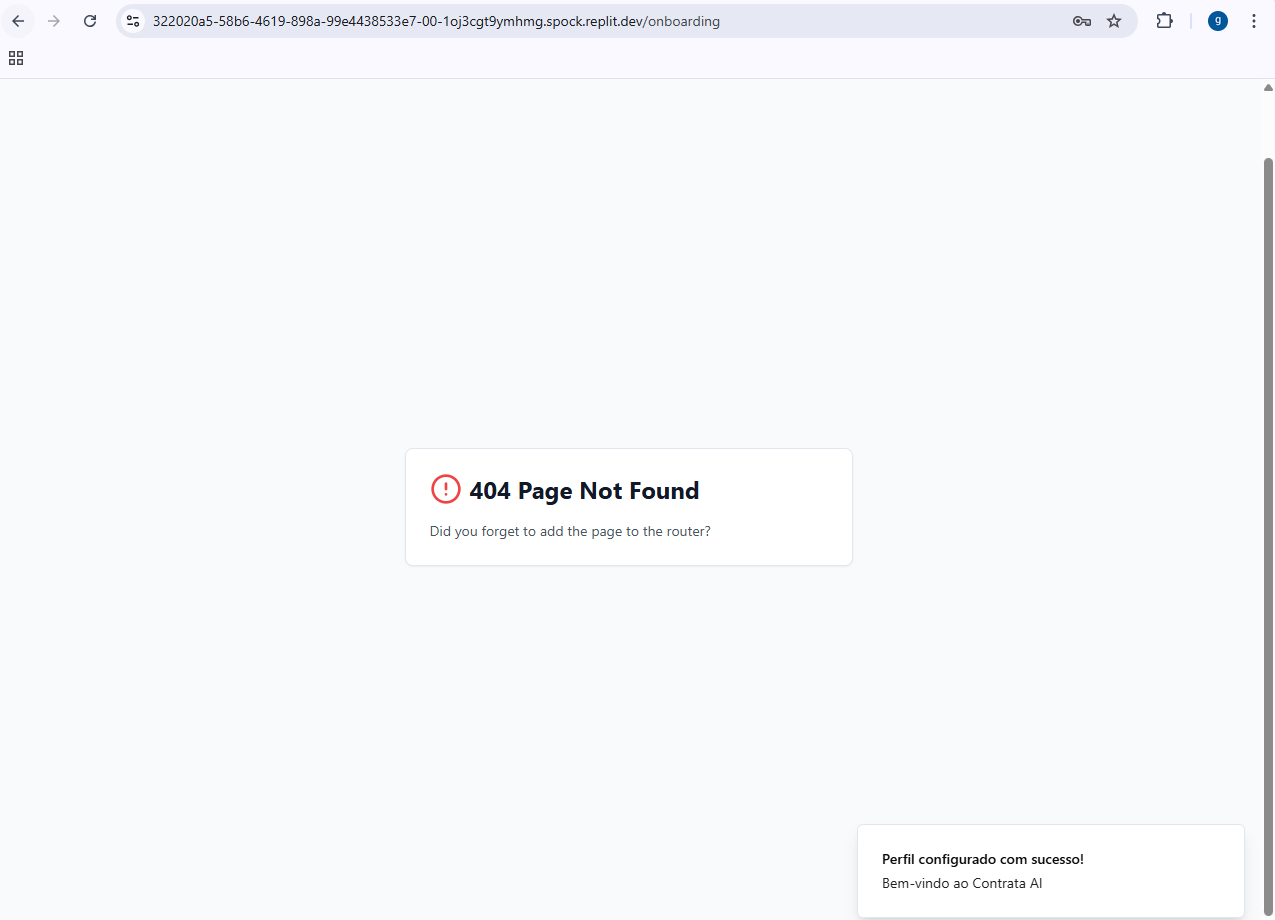 322020a5-58b6-4619-898a-99e4438533e7-00-1oj3cgt9ymhmg.spock.replit.dev/onboarding
g
404 Page Not Found
Did you forget to add the page to the router?
Perfil configurado com sucesso!
Bem-vindo ao Contrata AI